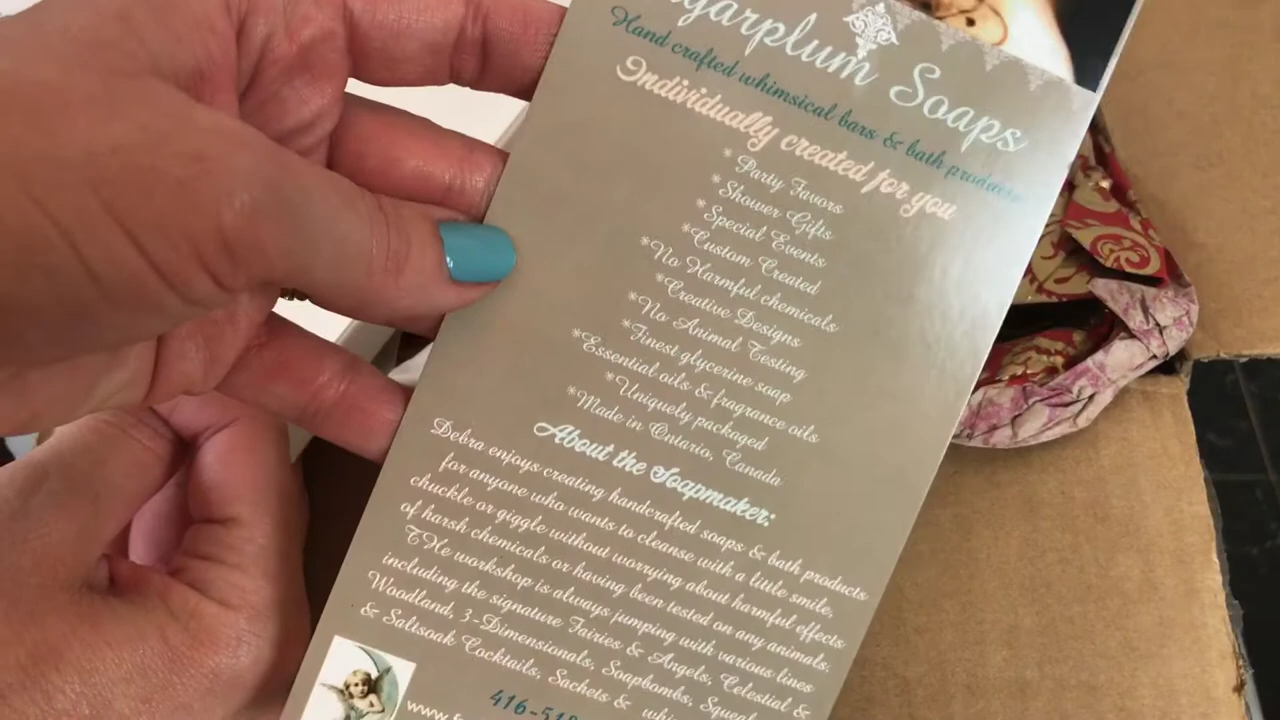 Soaps
Hand crafted whimsical bars & bath products
Individually created for you
* Party Favors
* Shower Gifts
* Special Events
*Custom Created
*No Harmful chemicals
*Creative Designs
*No Animal Testing
*Finest glycerine soap
*Essential oils & fragrance oils
*Uniquely packaged
*Made in Ontario, Canada
About the Soapmaker:
Debra enjoys creating handcrafted soaps & bath products
for anyone who wants to cleanse with a little smile,
chuckle or giggle without worrying about harmful effects
of harsh chemicals or having been tested on any animals.
THe workshop is always jumping with various lines
including the signature Fairies & Angels, Celestial &
Woodland, 3-Dimensionals, Soapbombs,
& Saltsoak Cocktails, Sachets &
416-51
www.